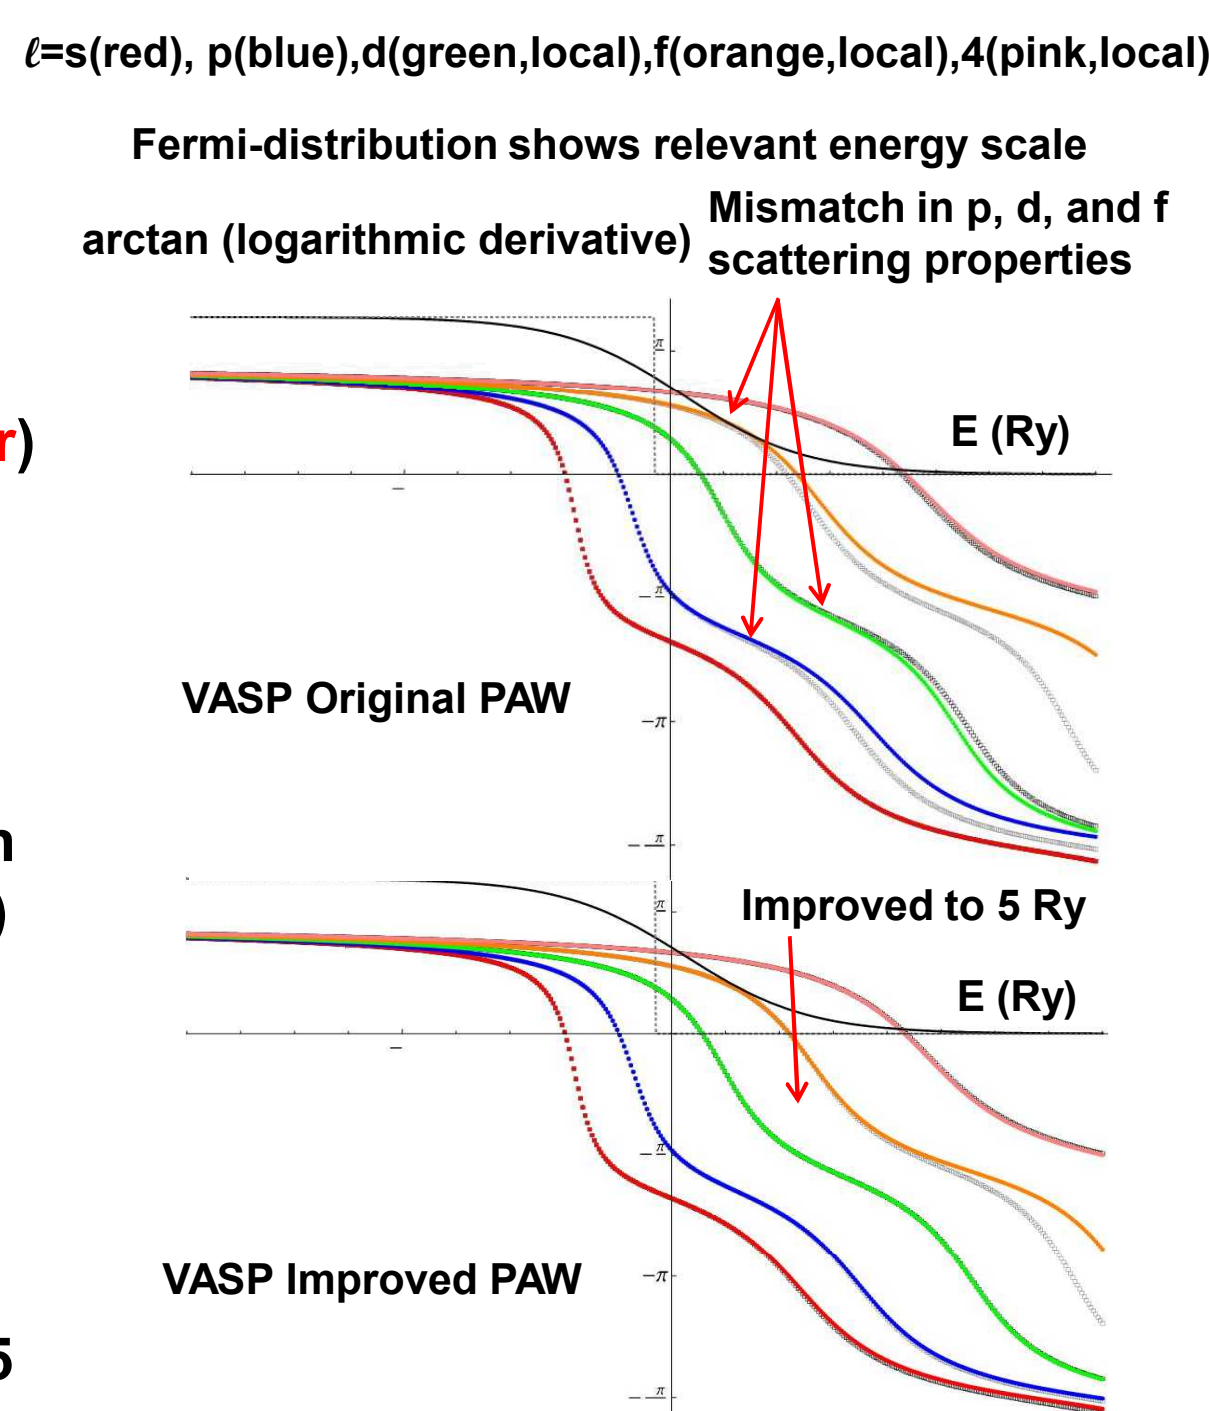 ℓ=s(red), p(blue),d(green,local),f(orange,local),4(pink,local)
Fermi-distribution shows relevant energy scale
arctan (logarithmic derivative)
Mismatch in p, d, and f
scattering properties
π
r)
E (Ry)
–
–π
VASP Original PAW
–π
n
–π
)
π
Improved to 5 Ry
E (Ry)
–
–π
VASP Improved PAW
–π
5
–π